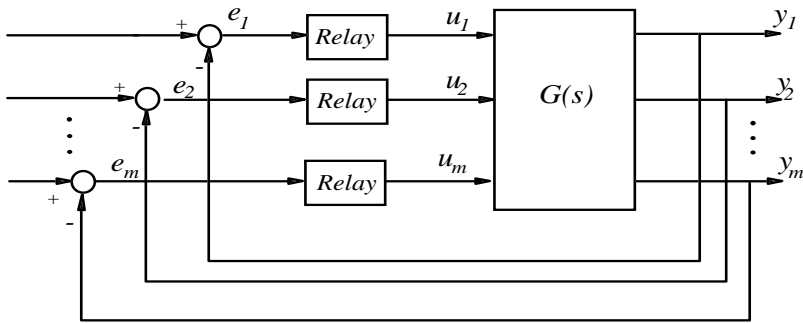 + e1 Relay u1 y1
-
+ e2 Relay u2 G(s) y2
-
em Relay um ym
+
-